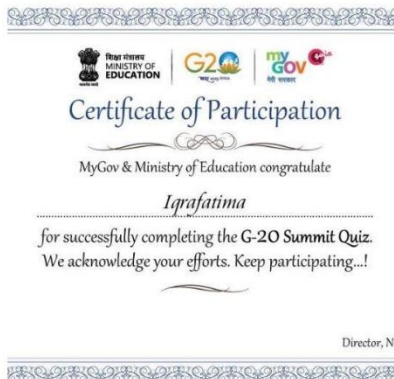 शिक्षा मंत्रालय
MINISTRY OF
EDUCATION
G20
my
GOV
मेरी सरकार
Certificate of Participation
MyGov & Ministry of Education congratulate
Iqrafatima
for successfully completing the G-20 Summit Quiz.
We acknowledge your efforts. Keep participating...!
Director, N